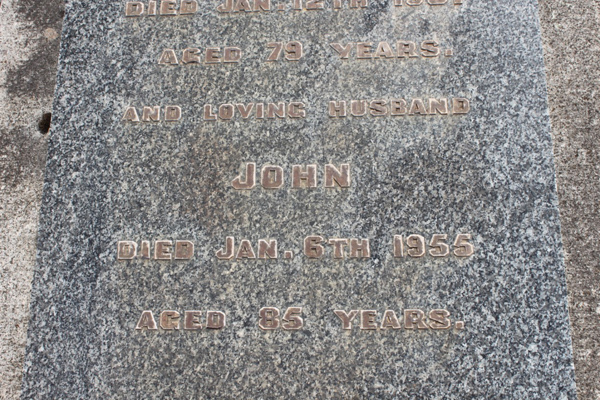 DIED JAN. 12TH
AGED 79 YEARS.
AND LOVING HUSBAND
JOHN
DIED JAN. 6TH 1955
AGED 85 YEARS.